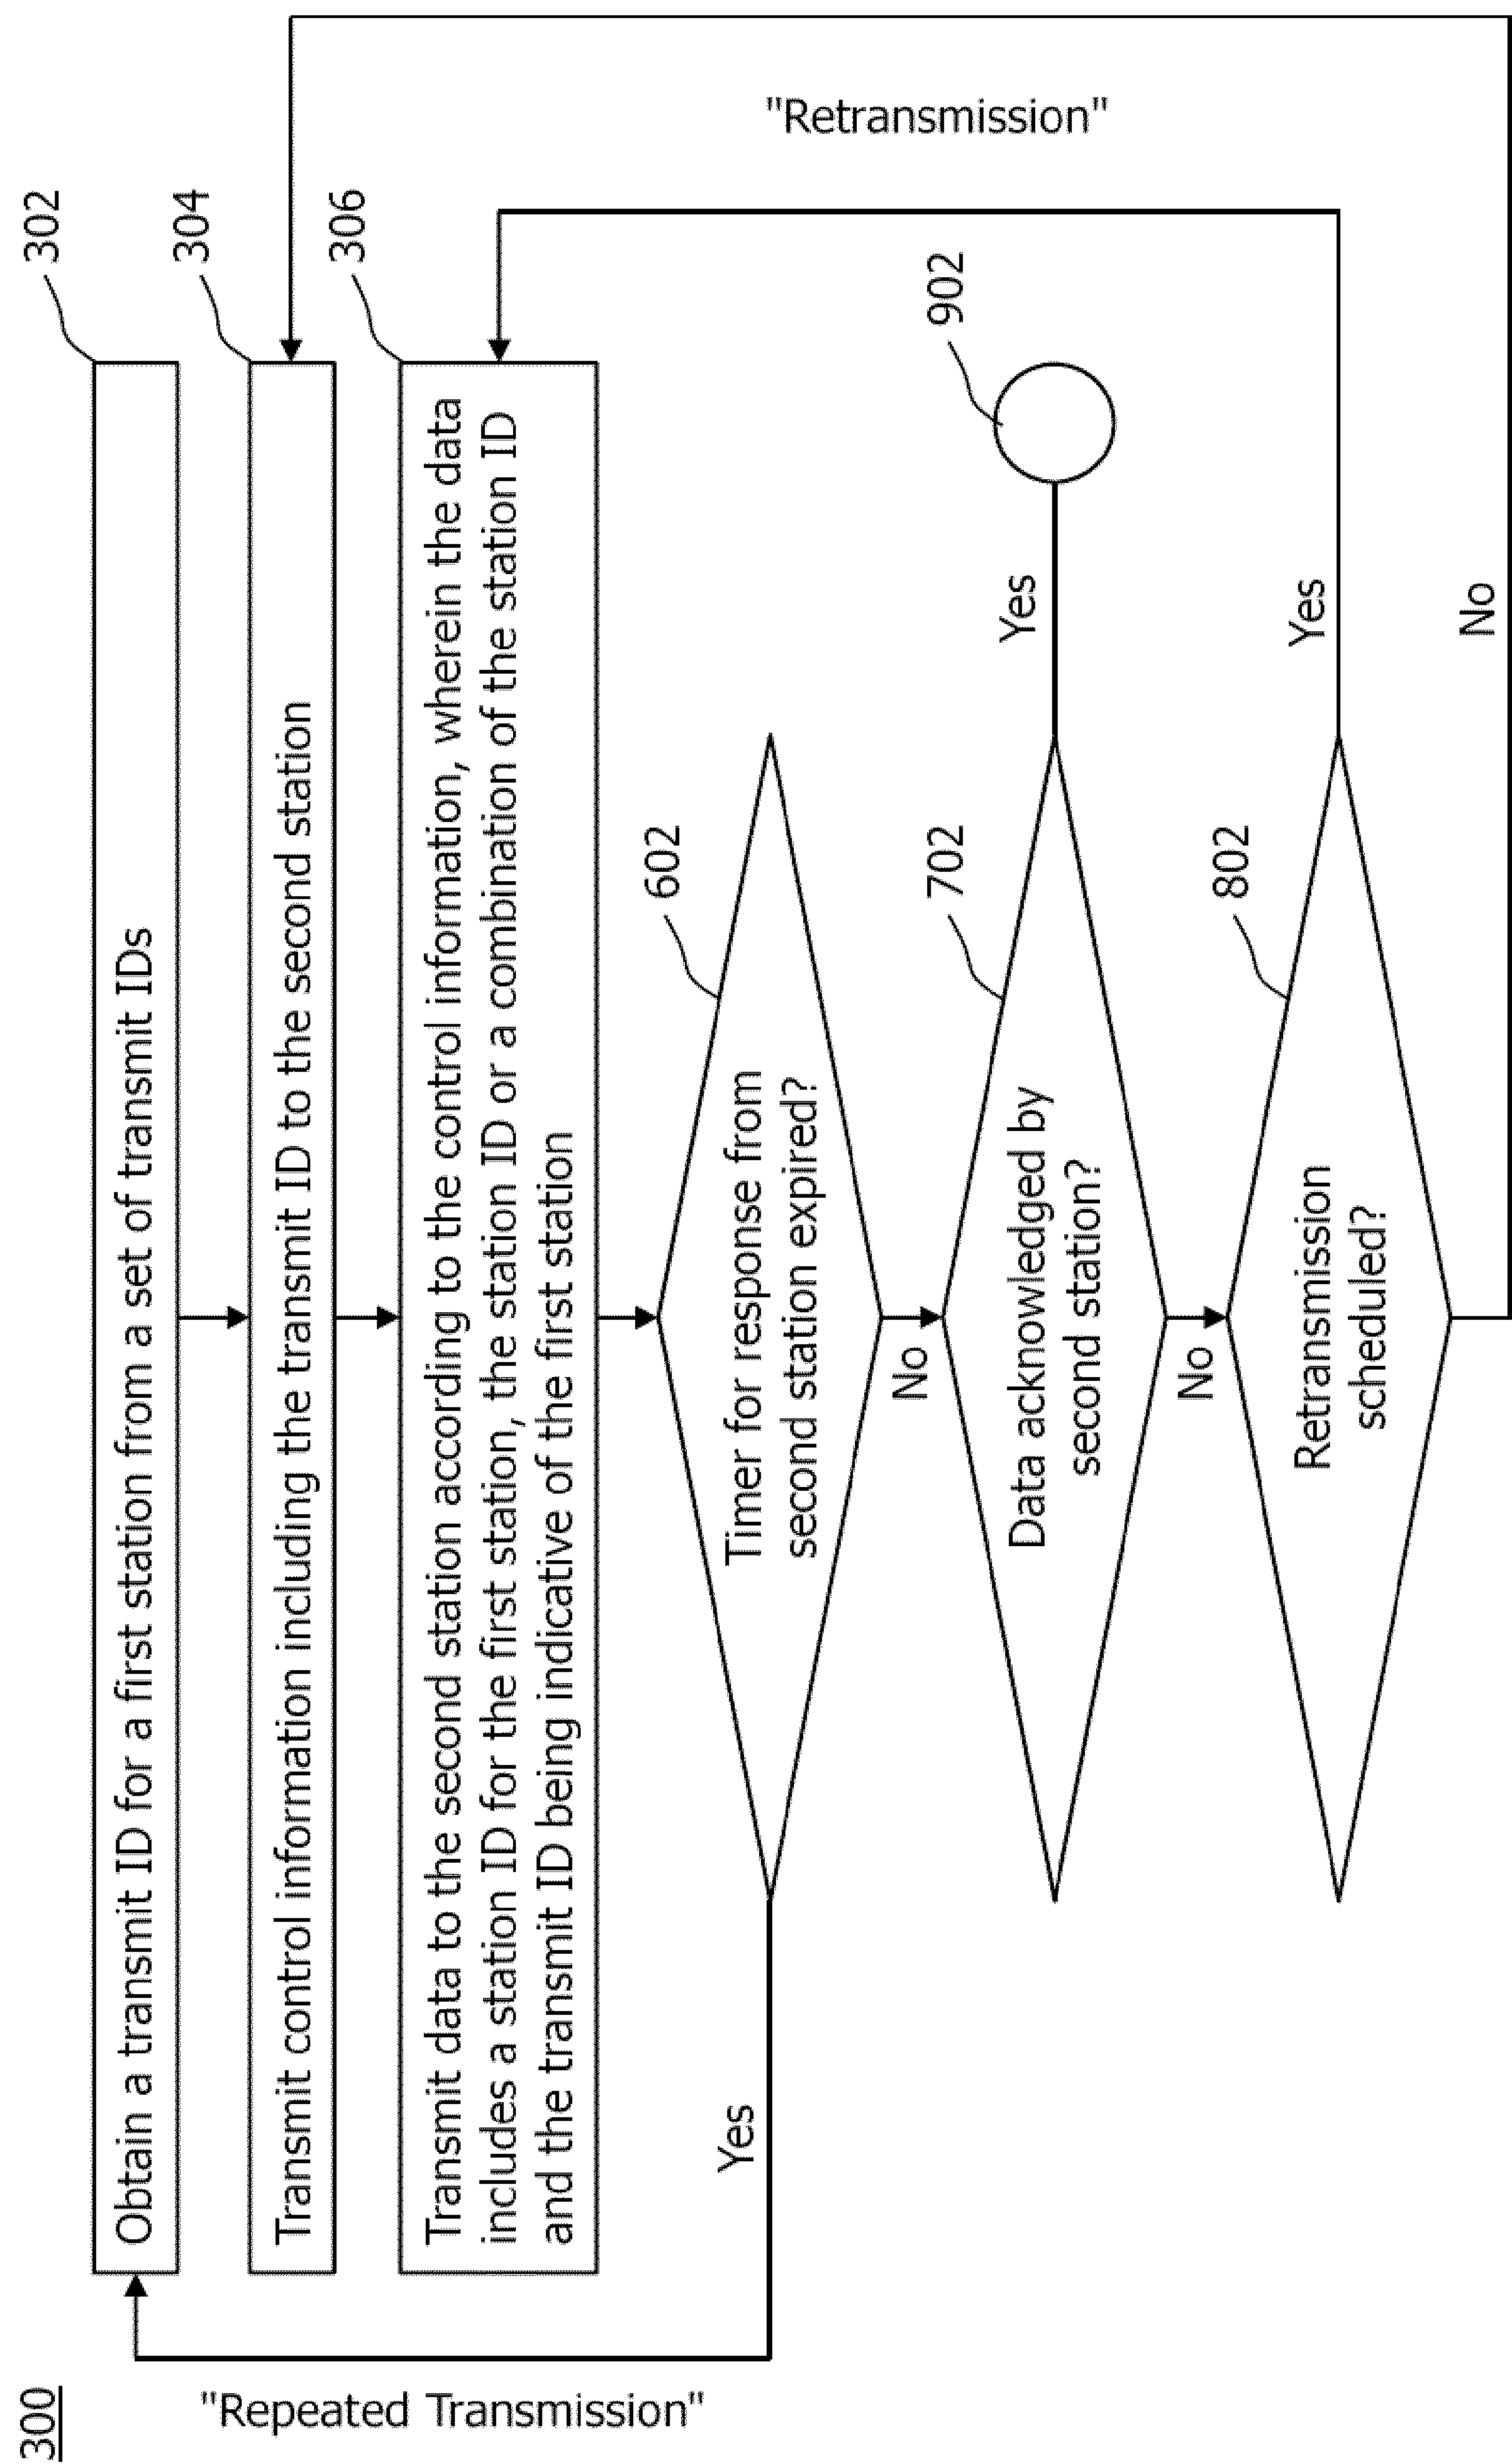 300
"Repeated Transmission"
302
Obtain a transmit ID for a first station from a set of transmit IDs
304
Transmit control information including the transmit ID to the second station
306
Transmit data to the second station according to the control information, wherein the data
includes a station ID for the first station, the station ID or a combination of the station ID
and the transmit ID being indicative of the first station
602
Timer for response from
second station expired?
Yes
No
702
Data acknowledged by
second station?
Yes
902
No
802
Retransmission
scheduled?
Yes
No
"Retransmission"